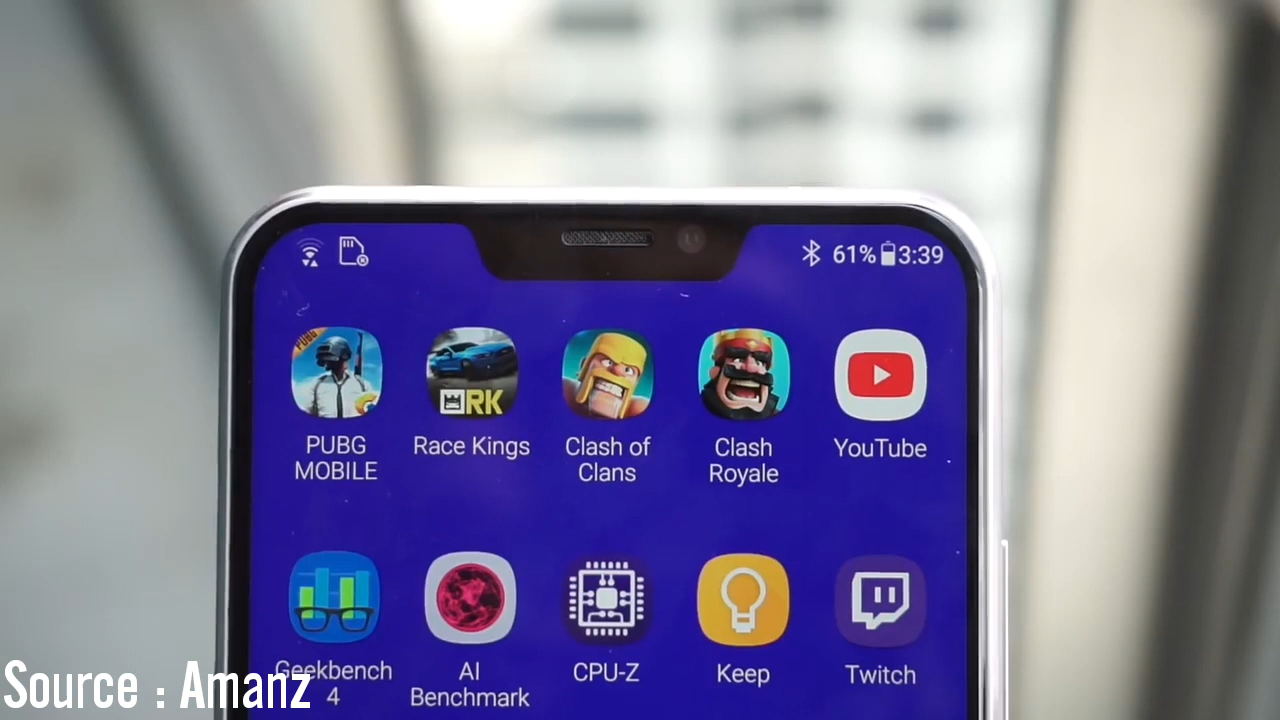 61% 3:39
PUBG
RK
PUBG
MOBILE
Race Kings
Clash of
Clans
Clash
Royale
YouTube
Geekbench
4
AI
Benchmark
CPU-Z
Keep
Twitch
Source : Amanz